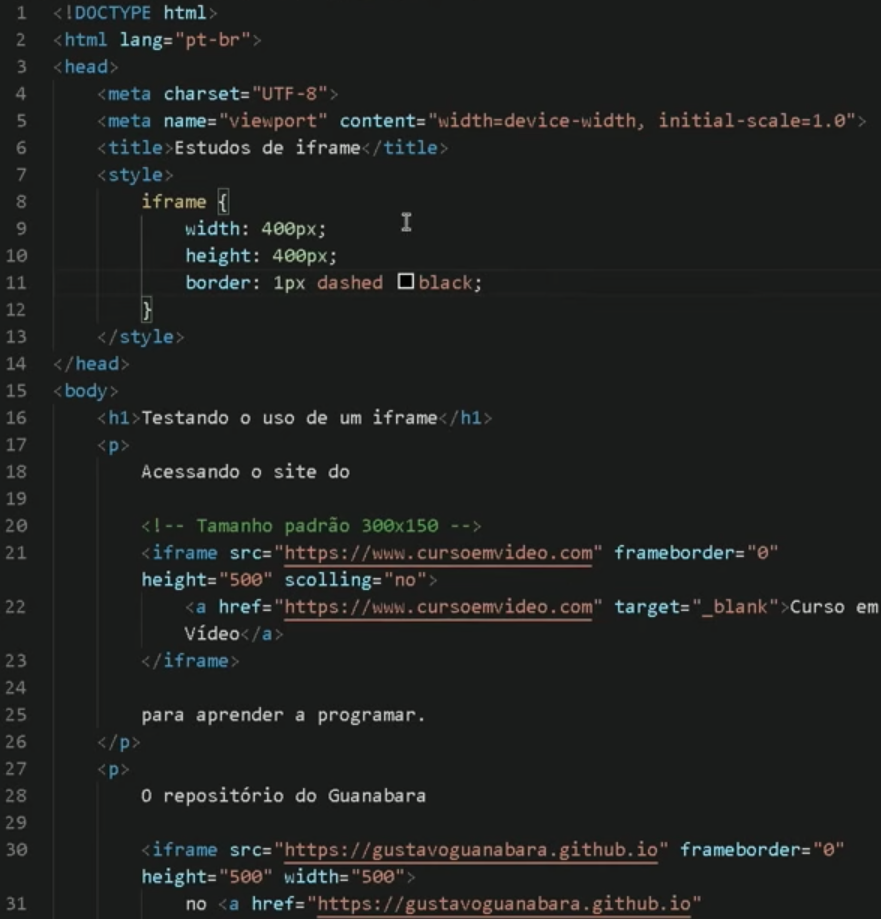 1 <!DOCTYPE html>
2 <html lang="pt-br">
3 <head>
4 <meta charset="UTF-8">
5 <meta name="viewport" content="width=device-width, initial-scale=1.0">
6 <title>Estudos de iframe</title>
7 <style>
8 iframe {
9 width: 400px;
10 height: 400px;
11 border: 1px dashed black;
12 }
13 </style>
14 </head>
15 <body>
16 <h1>Testando o uso de um iframe</h1>
17 <p>
18 Acessando o site do
19
20 <!-- Tamanho padrão 300x150 -->
21 <iframe src="https://www.cursoemvideo.com" frameborder="0"
height="500" scolling="no">
22 <a href="https://www.cursoemvideo.com" target="_blank">Curso em
Vídeo</a>
23 </iframe>
24
25 para aprender a programar.
26 </p>
27 <p>
28 O repositório do Guanabara
29
30 <iframe src="https://gustavoguanabara.github.io" frameborder="0"
height="500" width="500">
31 no <a href="https://gustavoguanabara.github.io"